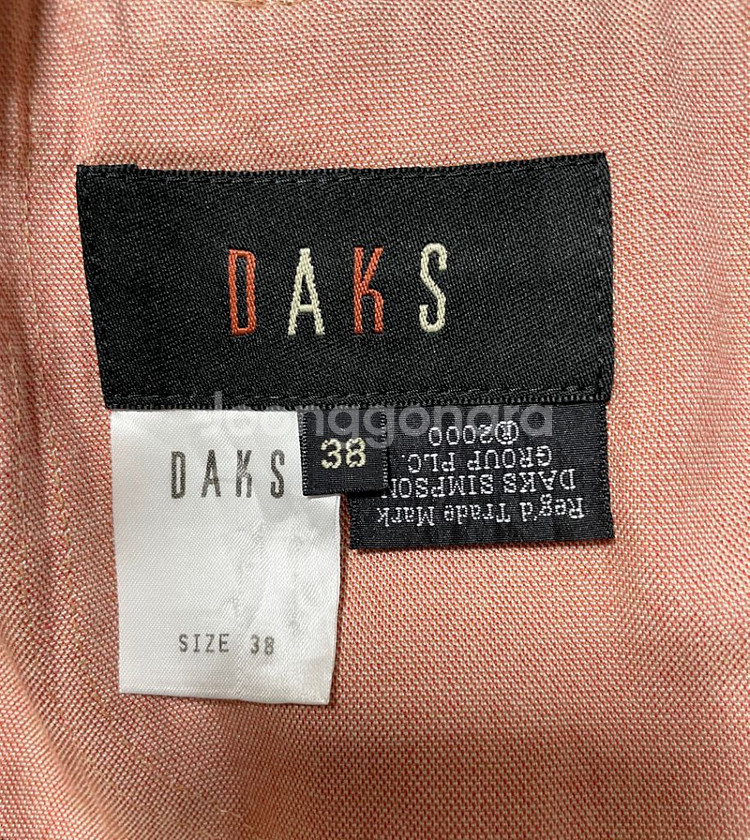 DAKS
Joonggonara
38
DAKS
SIZE 38
Reg'd Trade Mark
DAKS SIMPSON
GROUP PLC.
®2000